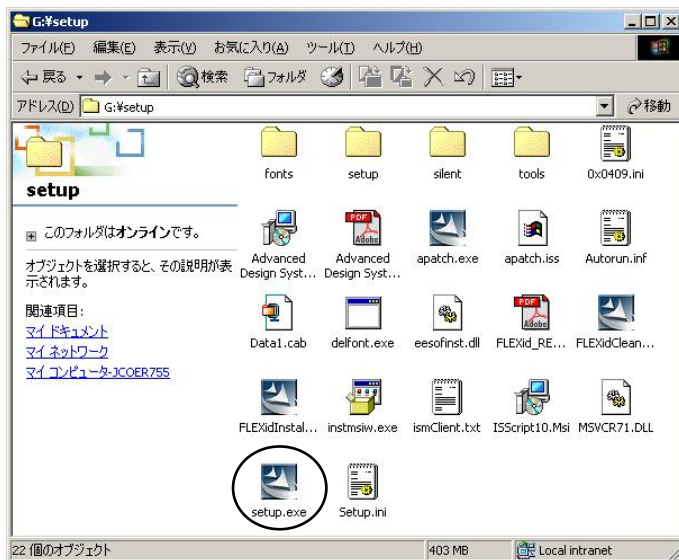 G:¥setup
ファイル(F) 編集(E) 表示(V) お気に入り(A) ツール(T) ヘルプ(H)
戻る 検索 フォルダ
アドレス(D) G:¥setup 移動
setup
このフォルダはオンラインです。
オブジェクトを選択すると、その説明が表
示されます。
関連項目:
マイ ドキュメント
マイ ネットワーク
マイ コンピュータ-JCOER755
fonts setup silent tools 0x0409.ini
Advanced Design Syst... Advanced Design Syst... apatch.exe apatch.iss Autorun.inf
Data1.cab delfont.exe eesofinst.dll FLEXid_RE... FLEXidClean...
FLEXidInstal... instmsiw.exe ismClient.txt ISScript10.Msi MSVCR71.DLL
setup.exe Setup.ini
22 個のオブジェクト 403 MB Local intranet